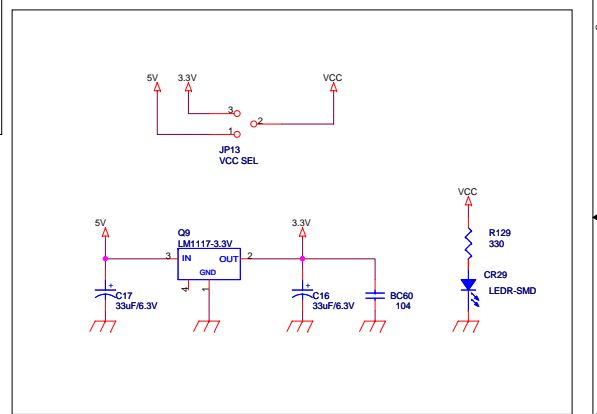 5V
3.3V
VCC
3
2
1
JP13
VCC SEL
VCC
5V
Q9
LM1117-3.3V
3.3V
3
IN
OUT
2
GND
4
1
+
C17
33uF/6.3V
+
C16
33uF/6.3V
BC60
104
R129
330
CR29
LEDR-SMD